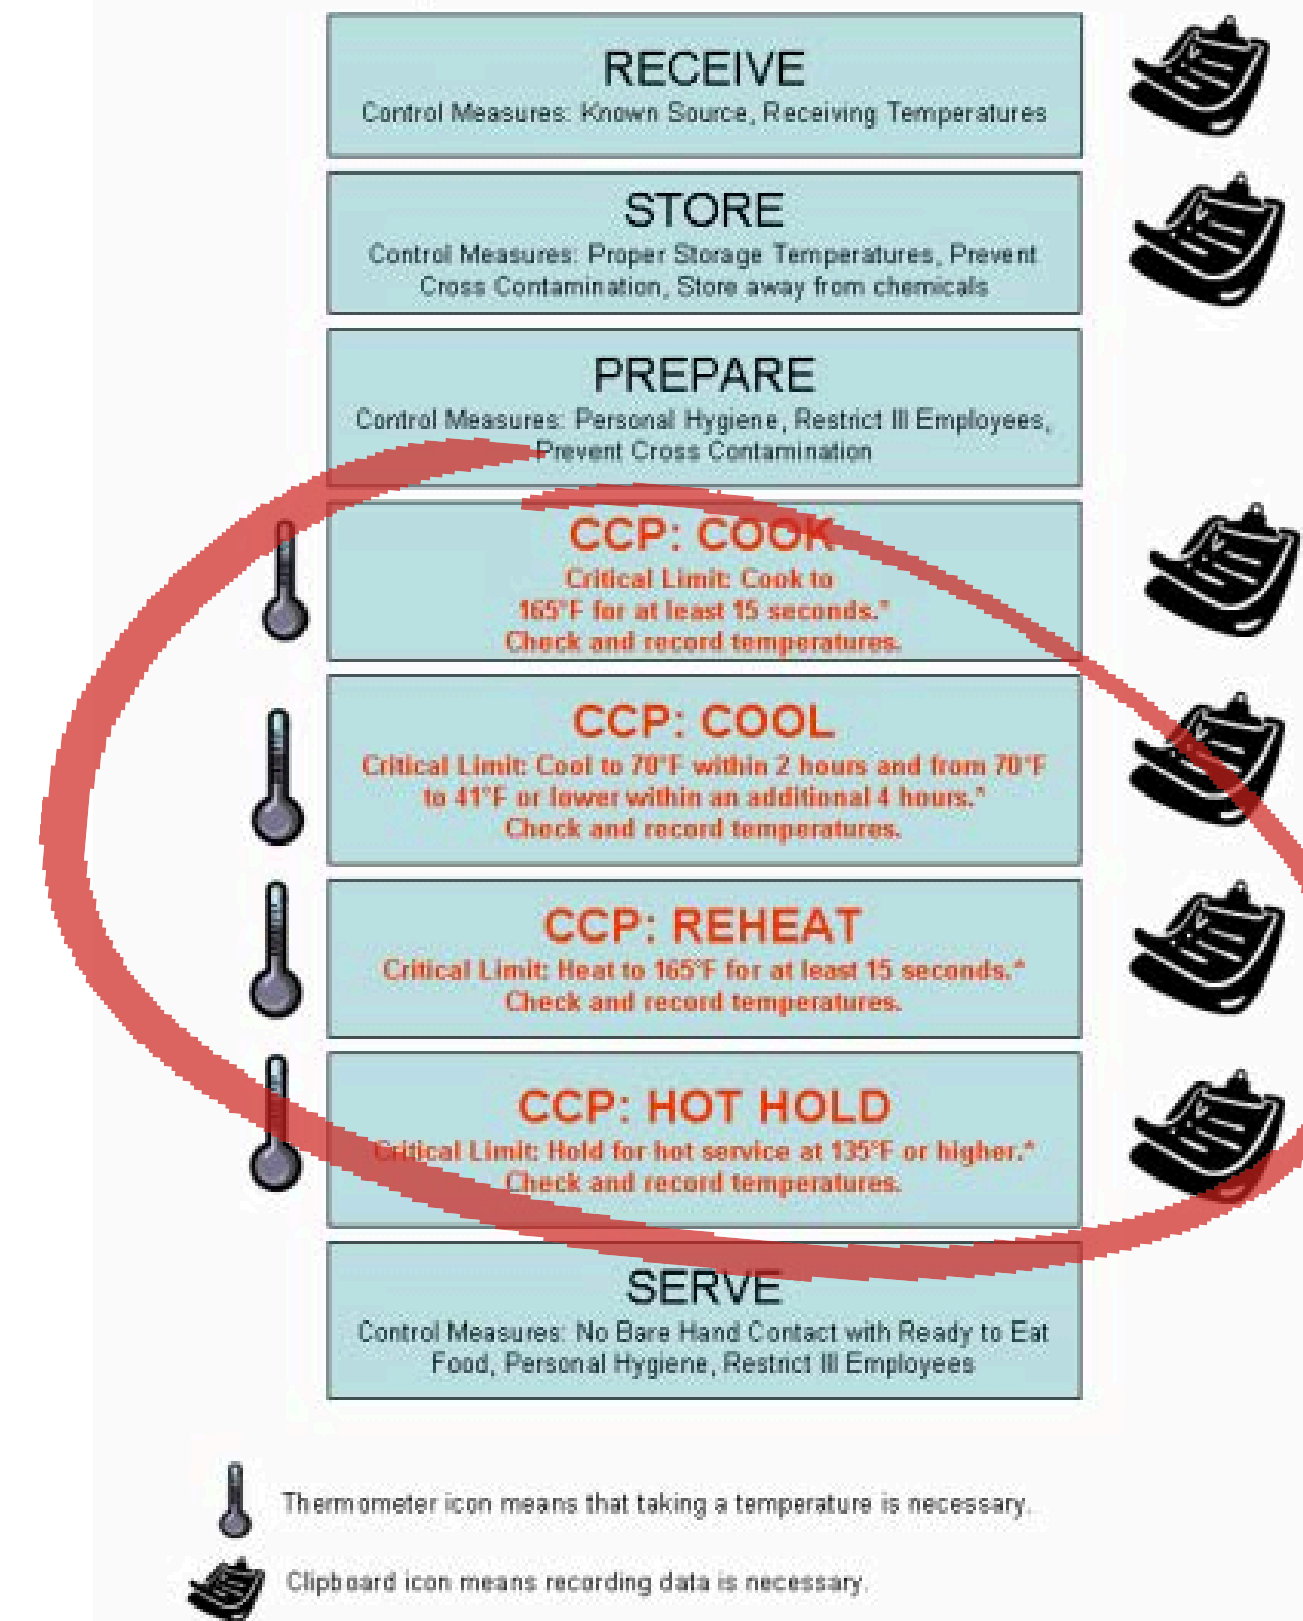 RECEIVE
Control Measures: Known Source, Receiving Temperatures
STORE
Control Measures: Proper Storage Temperatures, Prevent
Cross Contamination, Store away from chemicals
PREPARE
Control Measures: Personal Hygiene, Restrict Ill Employees,
Prevent Cross Contamination
CCP: COOK
Critical Limit: Cook to
165°F for at least 15 seconds.*
Check and record temperatures.
CCP: COOL
Critical Limit: Cool to 70°F within 2 hours and from 70°F
to 41°F or lower within an additional 4 hours.*
Check and record temperatures.
CCP: REHEAT
Critical Limit: Heat to 165°F for at least 15 seconds.*
Check and record temperatures.
CCP: HOT HOLD
Critical Limit: Hold for hot service at 135°F or higher.*
Check and record temperatures.
SERVE
Control Measures: No Bare Hand Contact with Ready to Eat
Food, Personal Hygiene, Restrict Ill Employees
Thermometer icon means that taking a temperature is necessary.
Clipboard icon means recording data is necessary.